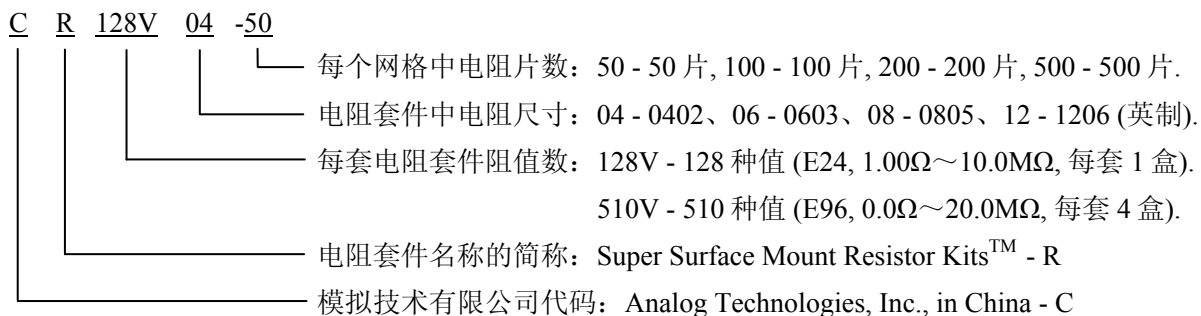 C R 128V 04 -50
每个网格中电阻片数：50 - 50 片, 100 - 100 片, 200 - 200 片, 500 - 500 片.
电阻套件中电阻尺寸：04 - 0402、06 - 0603、08 - 0805、12 - 1206 (英制).
每套电阻套件阻值数：128V - 128 种值 (E24, 1.00Ω～10.0MΩ, 每套 1 盒).
510V - 510 种值 (E96, 0.0Ω～20.0MΩ, 每套 4 盒).
电阻套件名称的简称：Super Surface Mount Resistor Kits™ - R
模拟技术有限公司代码：Analog Technologies, Inc., in China - C